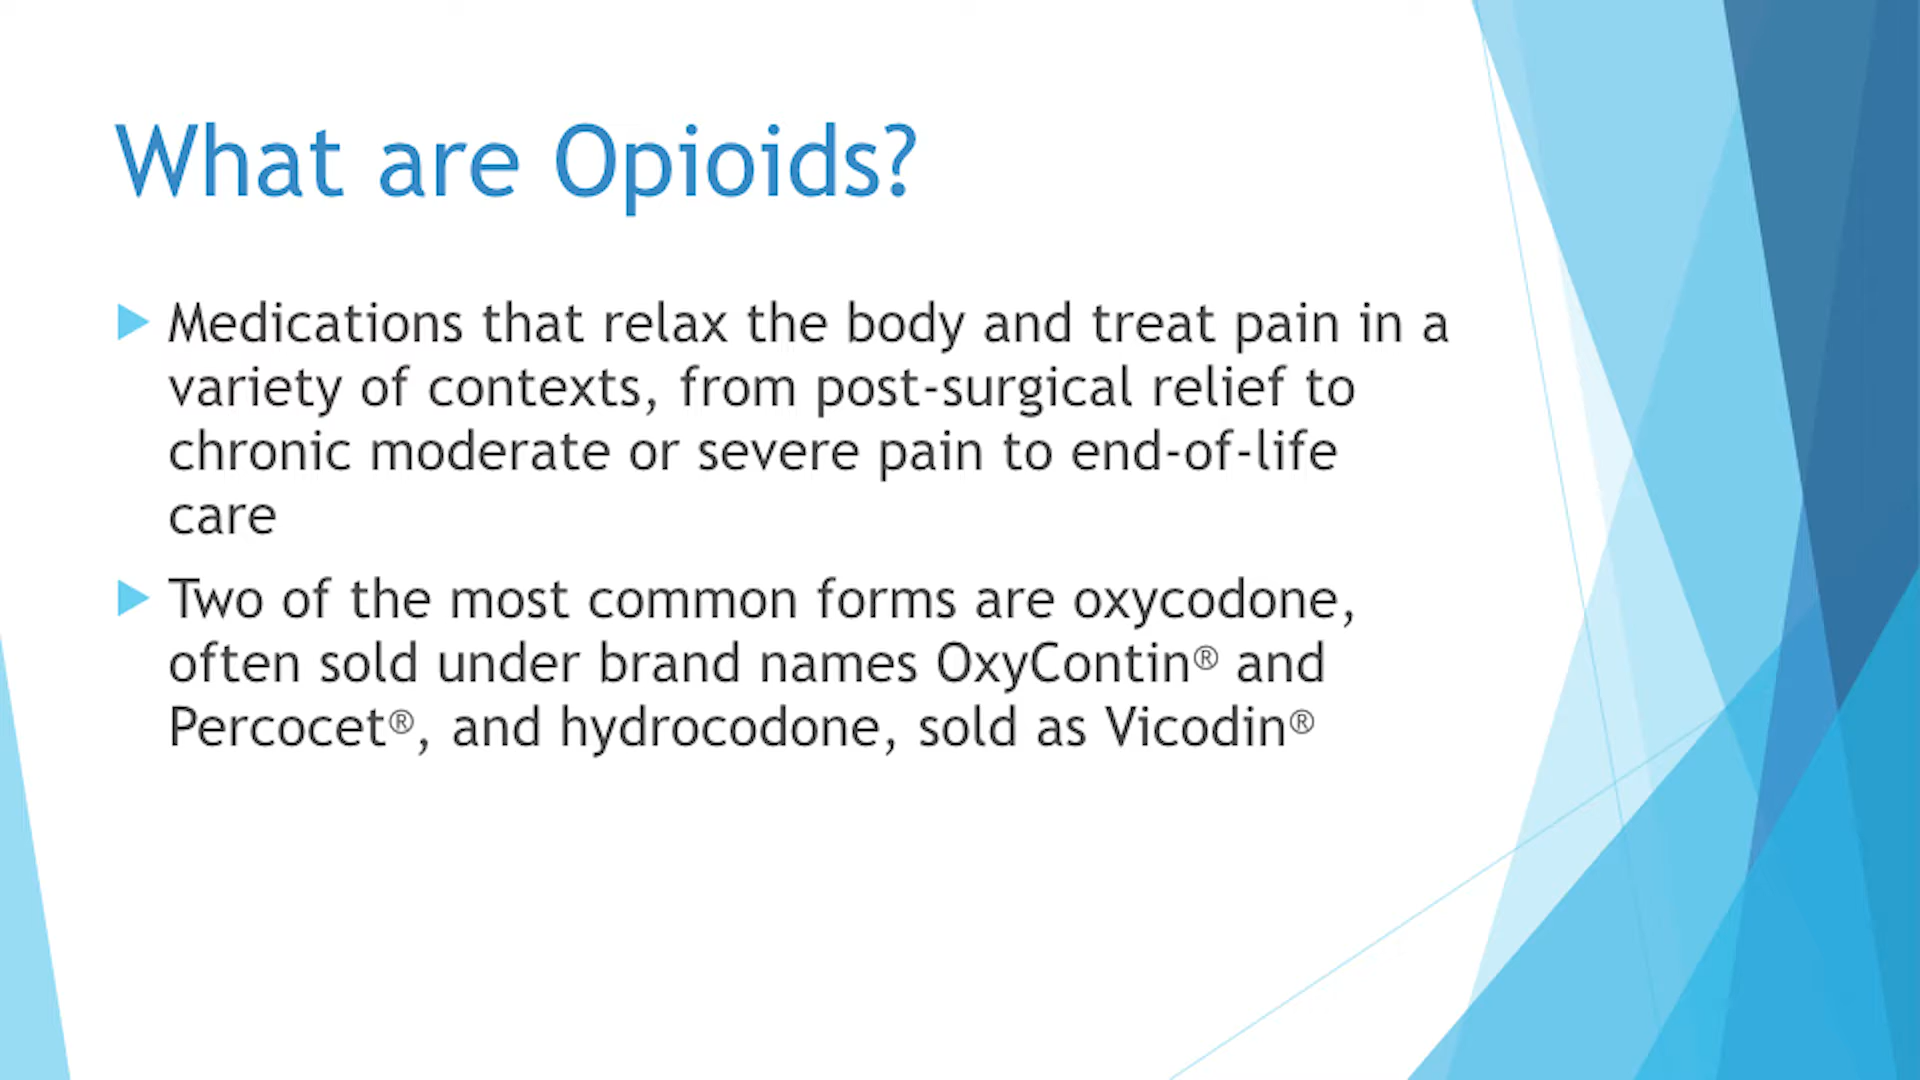 What are Opioids?
Medications that relax the body and treat pain in a
variety of contexts, from post-surgical relief to
chronic moderate or severe pain to end-of-life
care
Two of the most common forms are oxycodone,
often sold under brand names OxyContin® and
Percocet®, and hydrocodone, sold as Vicodin®